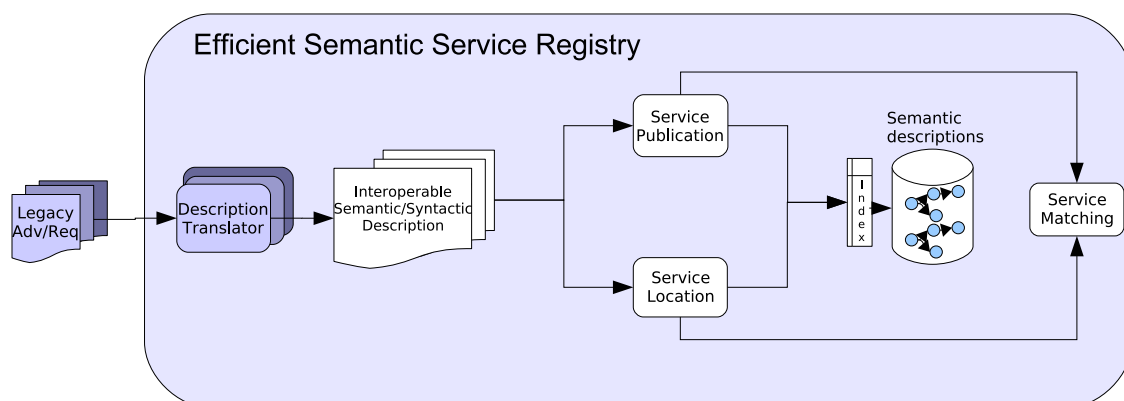 Efficient Semantic Service Registry
Legacy
Adv/Req
Description
Translator
Interoperable
Semantic/Syntactic
Description
Service
Publication
Service
Location
Index
Semantic
descriptions
Service
Matching